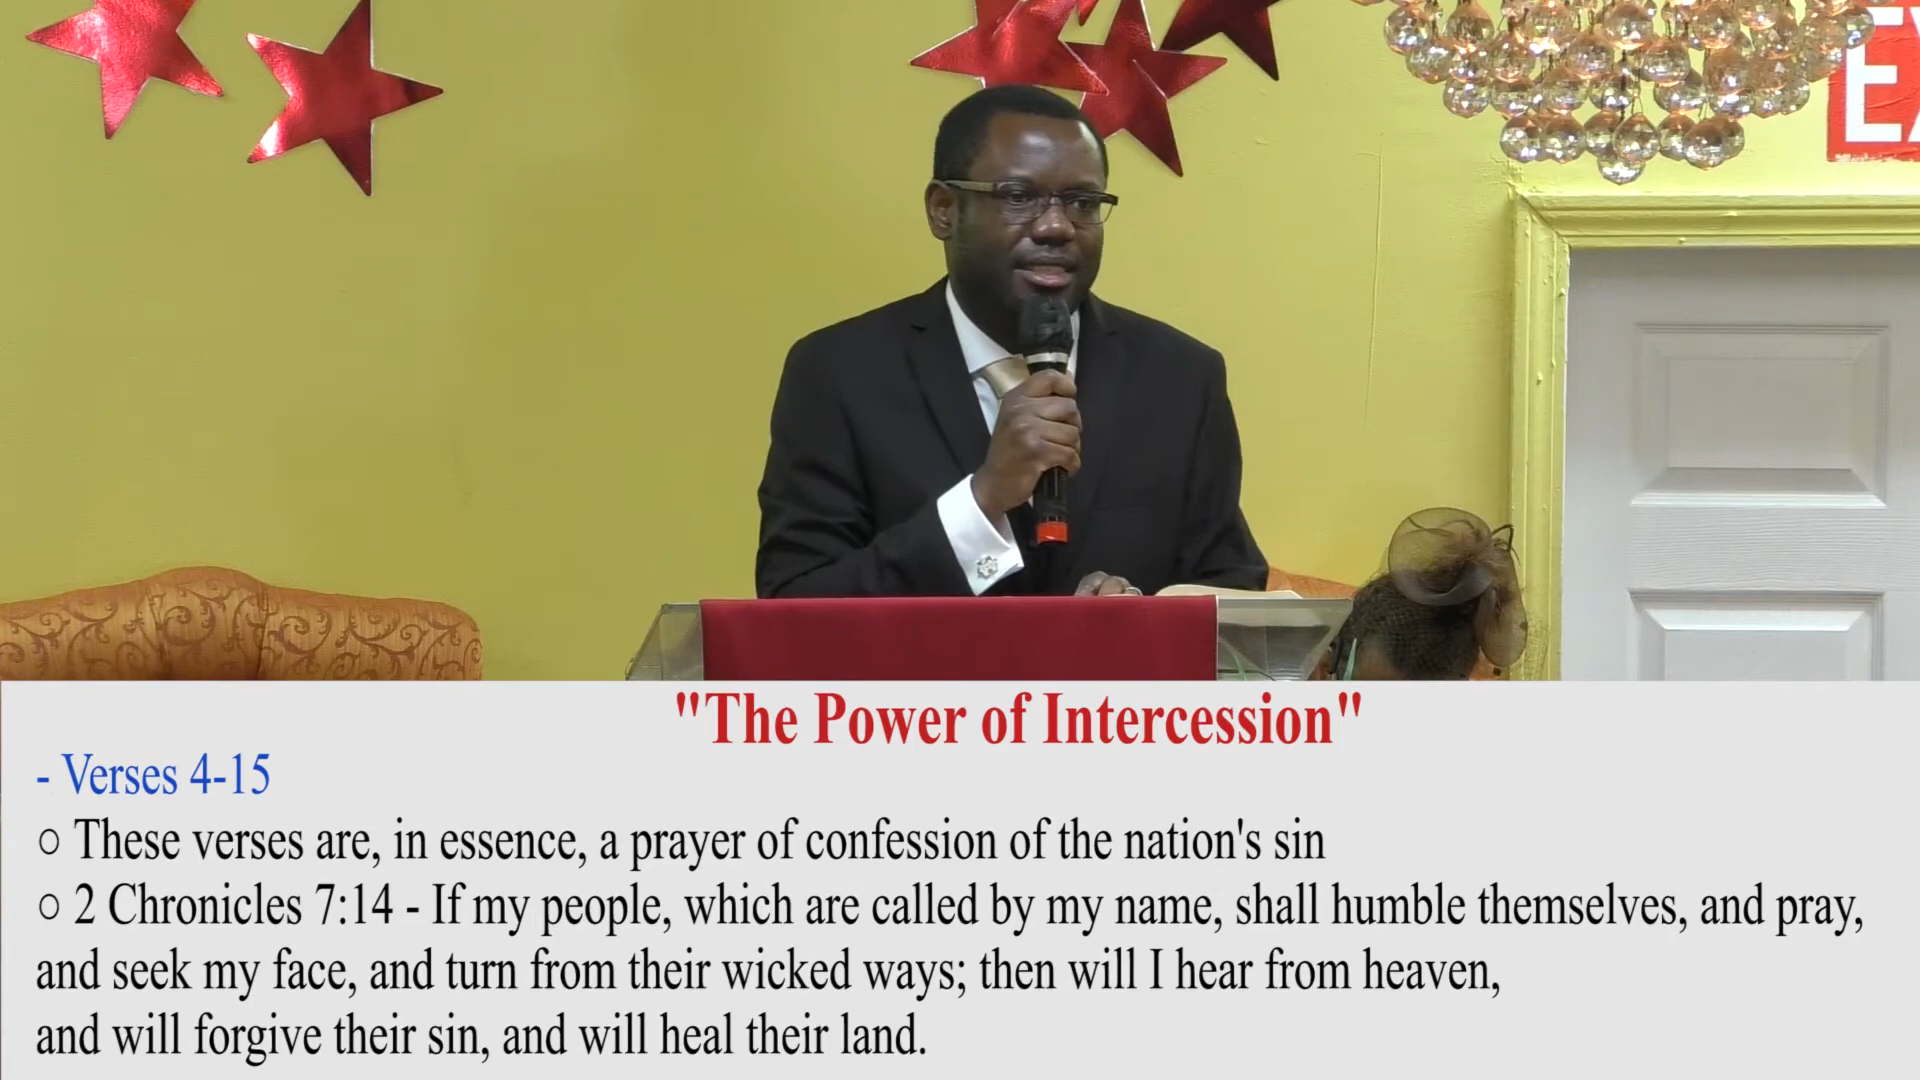 E
"The Power of Intercession"
- Verses 4-15
○ These verses are, in essence, a prayer of confession of the nation's sin
○ 2 Chronicles 7:14 - If my people, which are called by my name, shall humble themselves, and pray,
and seek my face, and turn from their wicked ways; then will I hear from heaven,
and will forgive their sin, and will heal their land.